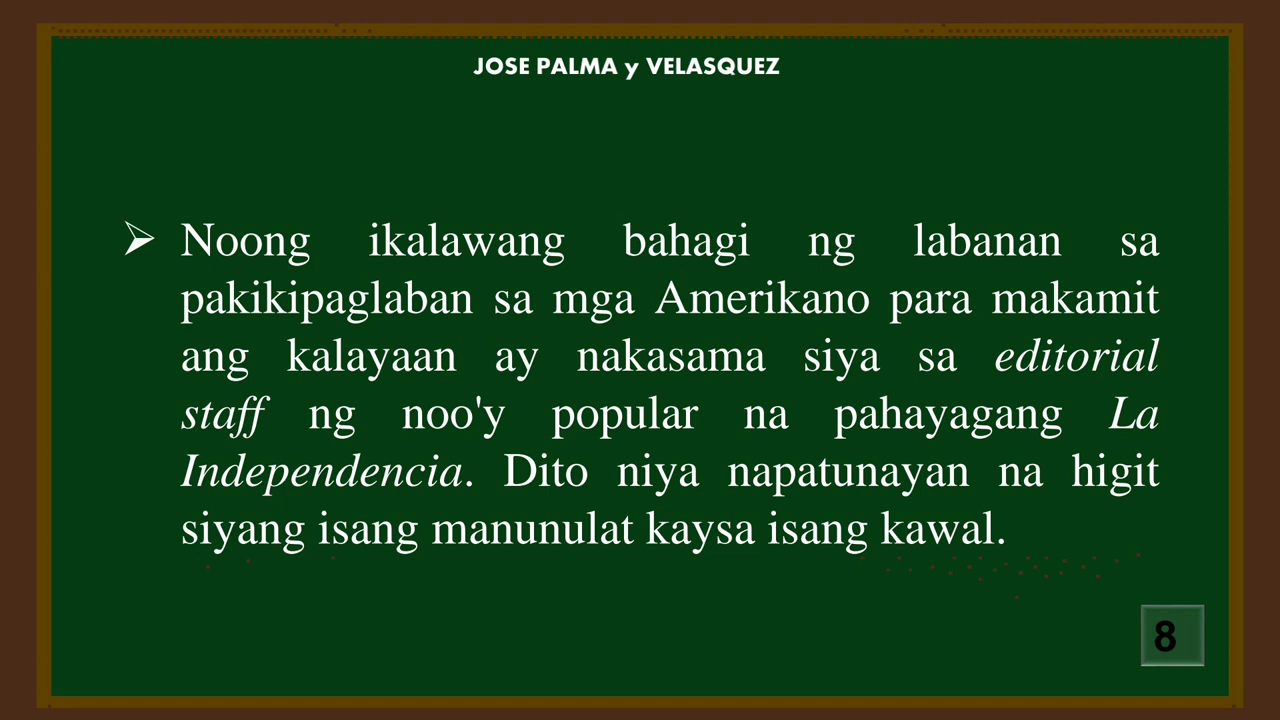 JOSE PALMA y VELASQUEZ
➢ Noong ikalawang bahagi ng labanan sa
pakikipaglaban sa mga Amerikano para makamit
ang kalayaan ay nakasama siya sa editorial
staff ng noo'y popular na pahayagang La
Independencia. Dito niya napatunayan na higit
siyang isang manunulat kaysa isang kawal.
8